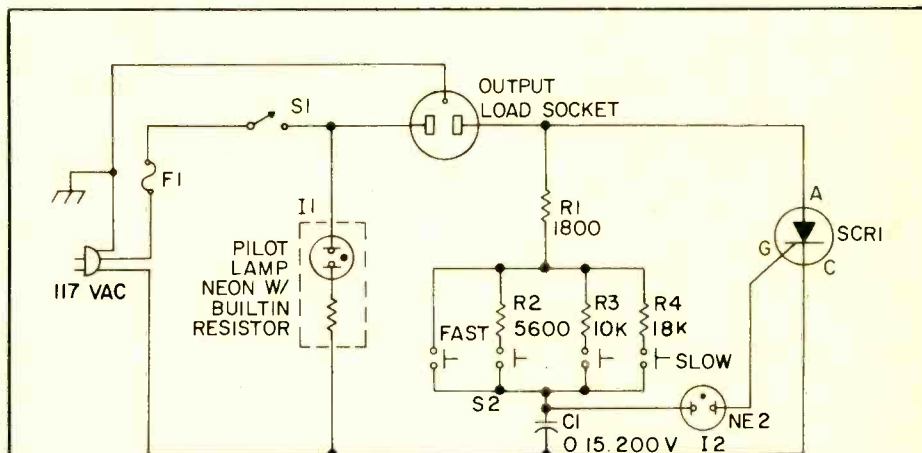 OUTPUT
LOAD SOCKET
S1
F1
I1
R1
1800
A
G
SCR1
C
PILOT
LAMP
NEON W/
BUILTIN
RESISTOR
117 VAC
FAST
R2
5600
R3
10K
R4
18K
SLOW
S2
NE2
C1
0 15.200V
I2